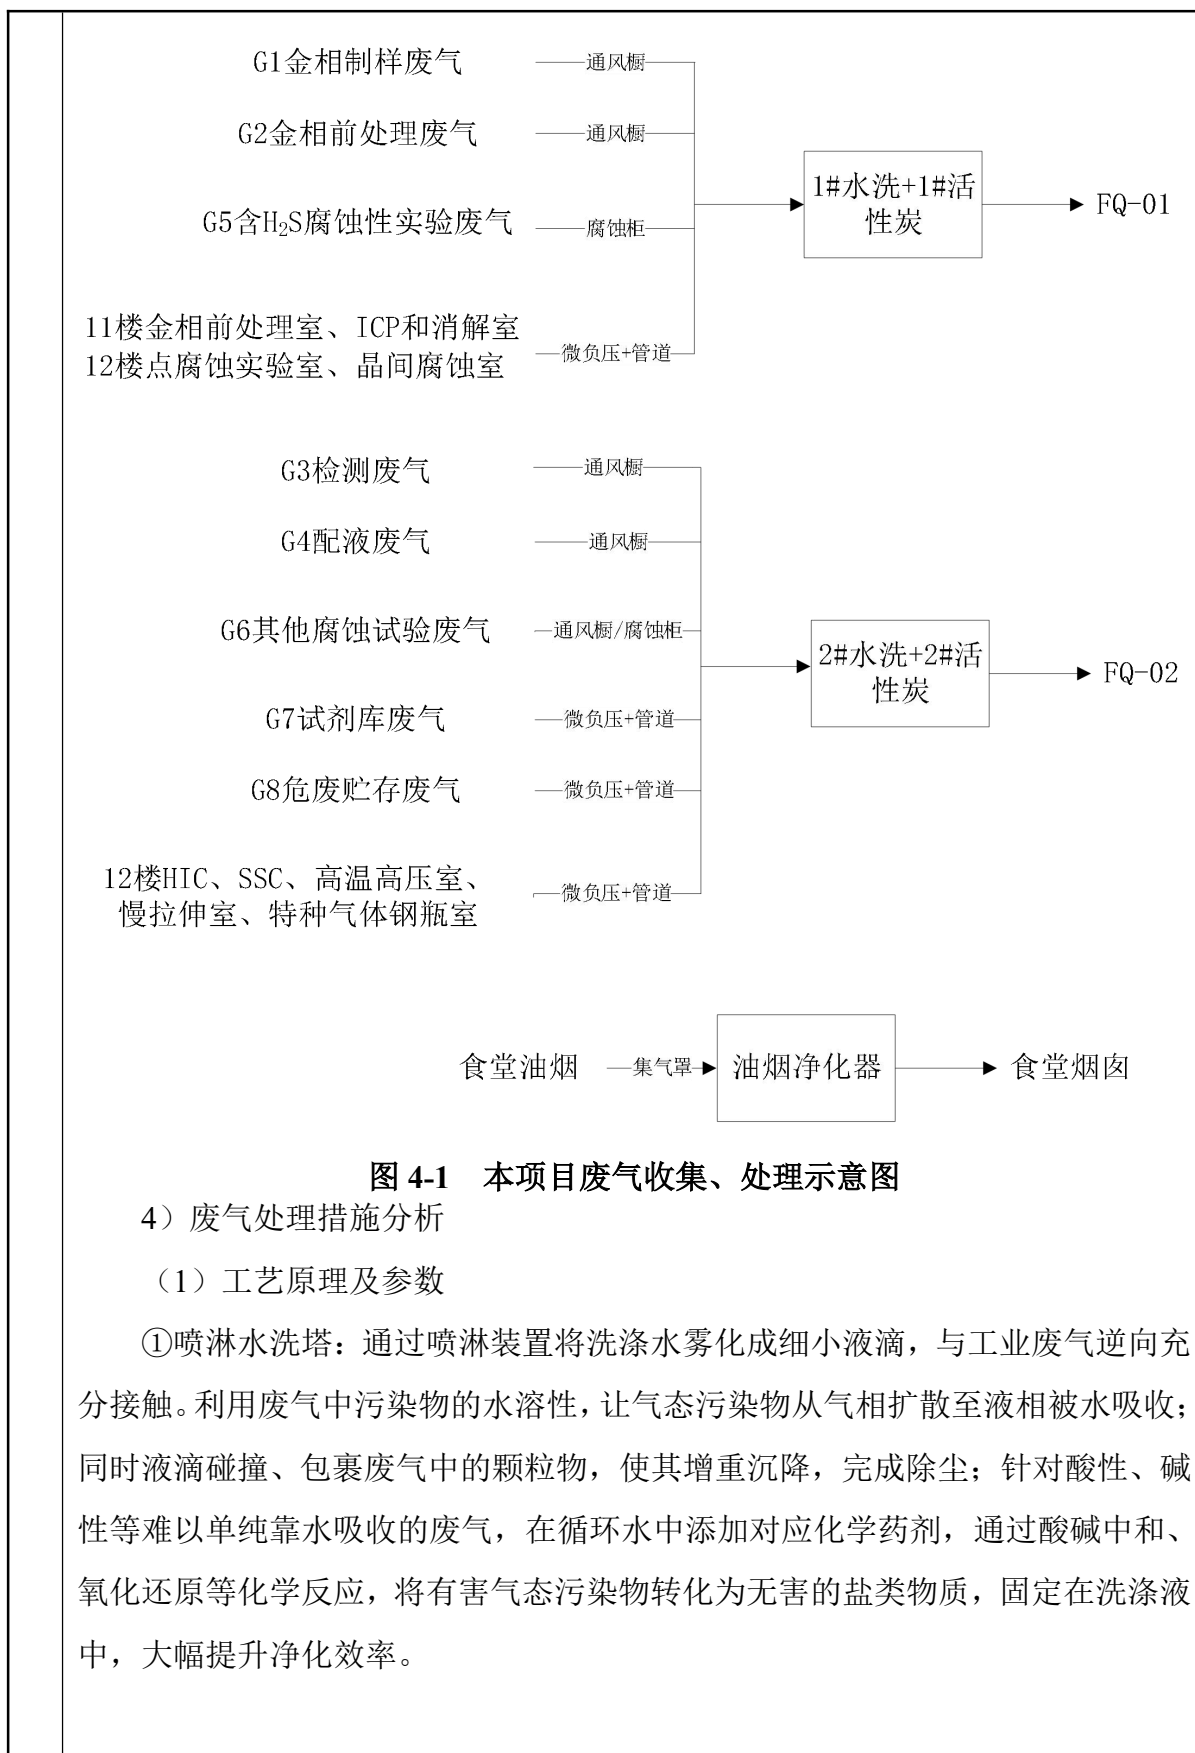 G1金相制样废气
通风橱
G2金相前处理废气
通风橱
G5含H₂S腐蚀性实验废气
腐蚀柜
11楼金相前处理室、ICP和消解室
12楼点腐蚀实验室、晶间腐蚀室
微负压+管道
1#水洗+1#活
性炭
FQ-01
G3检测废气
通风橱
G4配液废气
通风橱
G6其他腐蚀试验废气
通风橱/腐蚀柜
G7试剂库废气
微负压+管道
G8危废贮存废气
微负压+管道
12楼HIC、SSC、高温高压室、
慢拉伸室、特种气体钢瓶室
微负压+管道
2#水洗+2#活
性炭
FQ-02
食堂油烟
集气罩
油烟净化器
食堂烟囱
图 4-1 本项目废气收集、处理示意图
4）废气处理措施分析
（1）工艺原理及参数
①喷淋水洗塔：通过喷淋装置将洗涤水雾化成细小液滴，与工业废气逆向充
分接触。利用废气中污染物的水溶性，让气态污染物从气相扩散至液相被水吸收；
同时液滴碰撞、包裹废气中的颗粒物，使其增重沉降，完成除尘；针对酸性、碱
性等难以单纯靠水吸收的废气，在循环水中添加对应化学药剂，通过酸碱中和、
氧化还原等化学反应，将有害气态污染物转化为无害的盐类物质，固定在洗涤液
中，大幅提升净化效率。